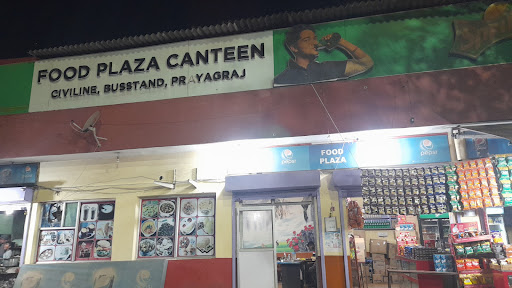 FOOD PLAZA CANTEEN
CIVILINE, BUSSTAND, PRAYAGRAJ
FOOD
PLAZA